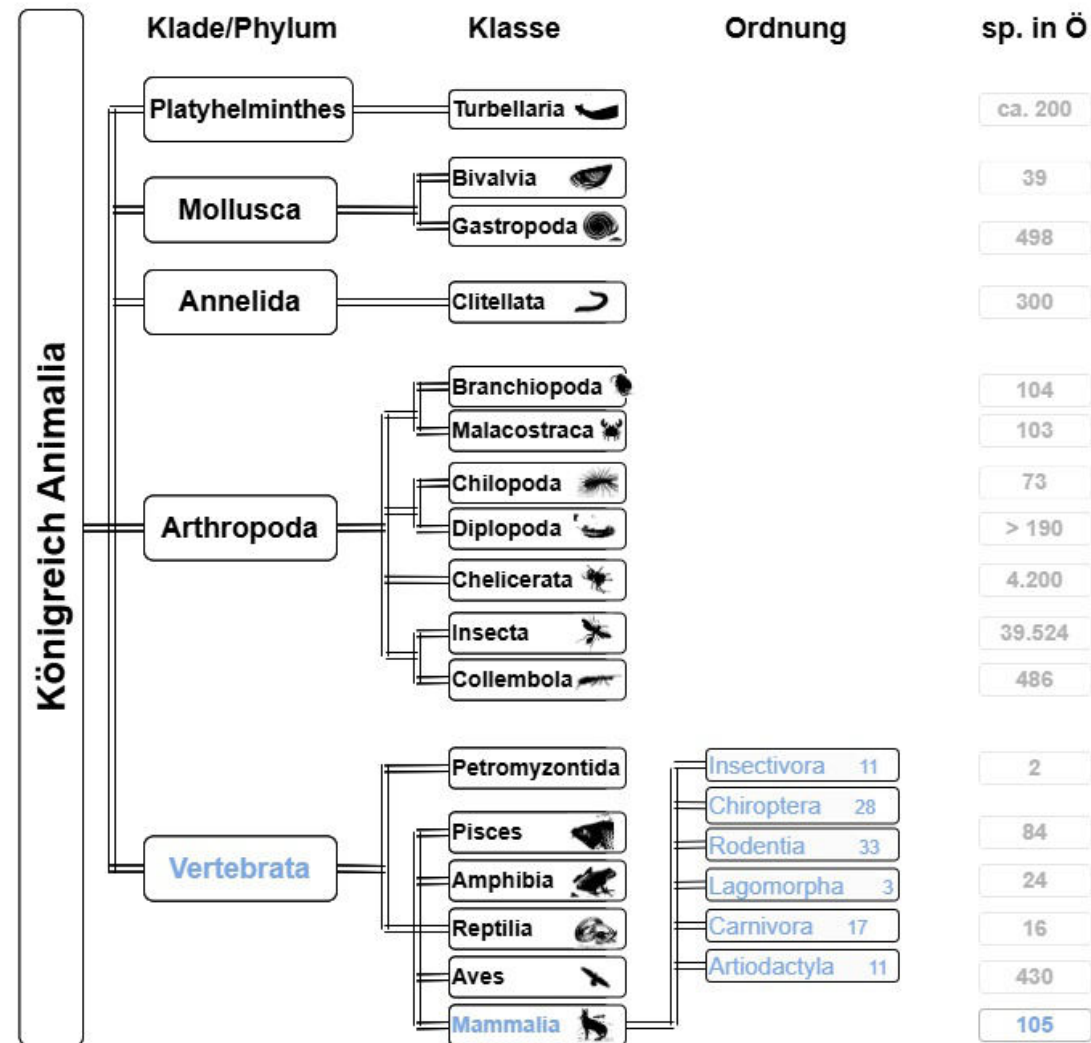 Klade/Phylum Klasse Ordnung sp. in Ö
Königreich Animalia
Platyhelminthes Turbellaria ca. 200
Bivalvia 39
Mollusca
Gastropoda 498
Annelida Clitellata 300
Branchiopoda 104
Malacostraca 103
Chilopoda 73
Arthropoda Diplopoda > 190
Chelicerata 4.200
Insecta 39.524
Collembola 486
Petromyzontida Insectivora 11 2
Chiroptera 28
Pisces Rodentia 33 84
Vertebrata Amphibia Lagomorpha 3 24
Reptilia Carnivora 17 16
Aves Artiodactyla 11 430
Mammalia 105